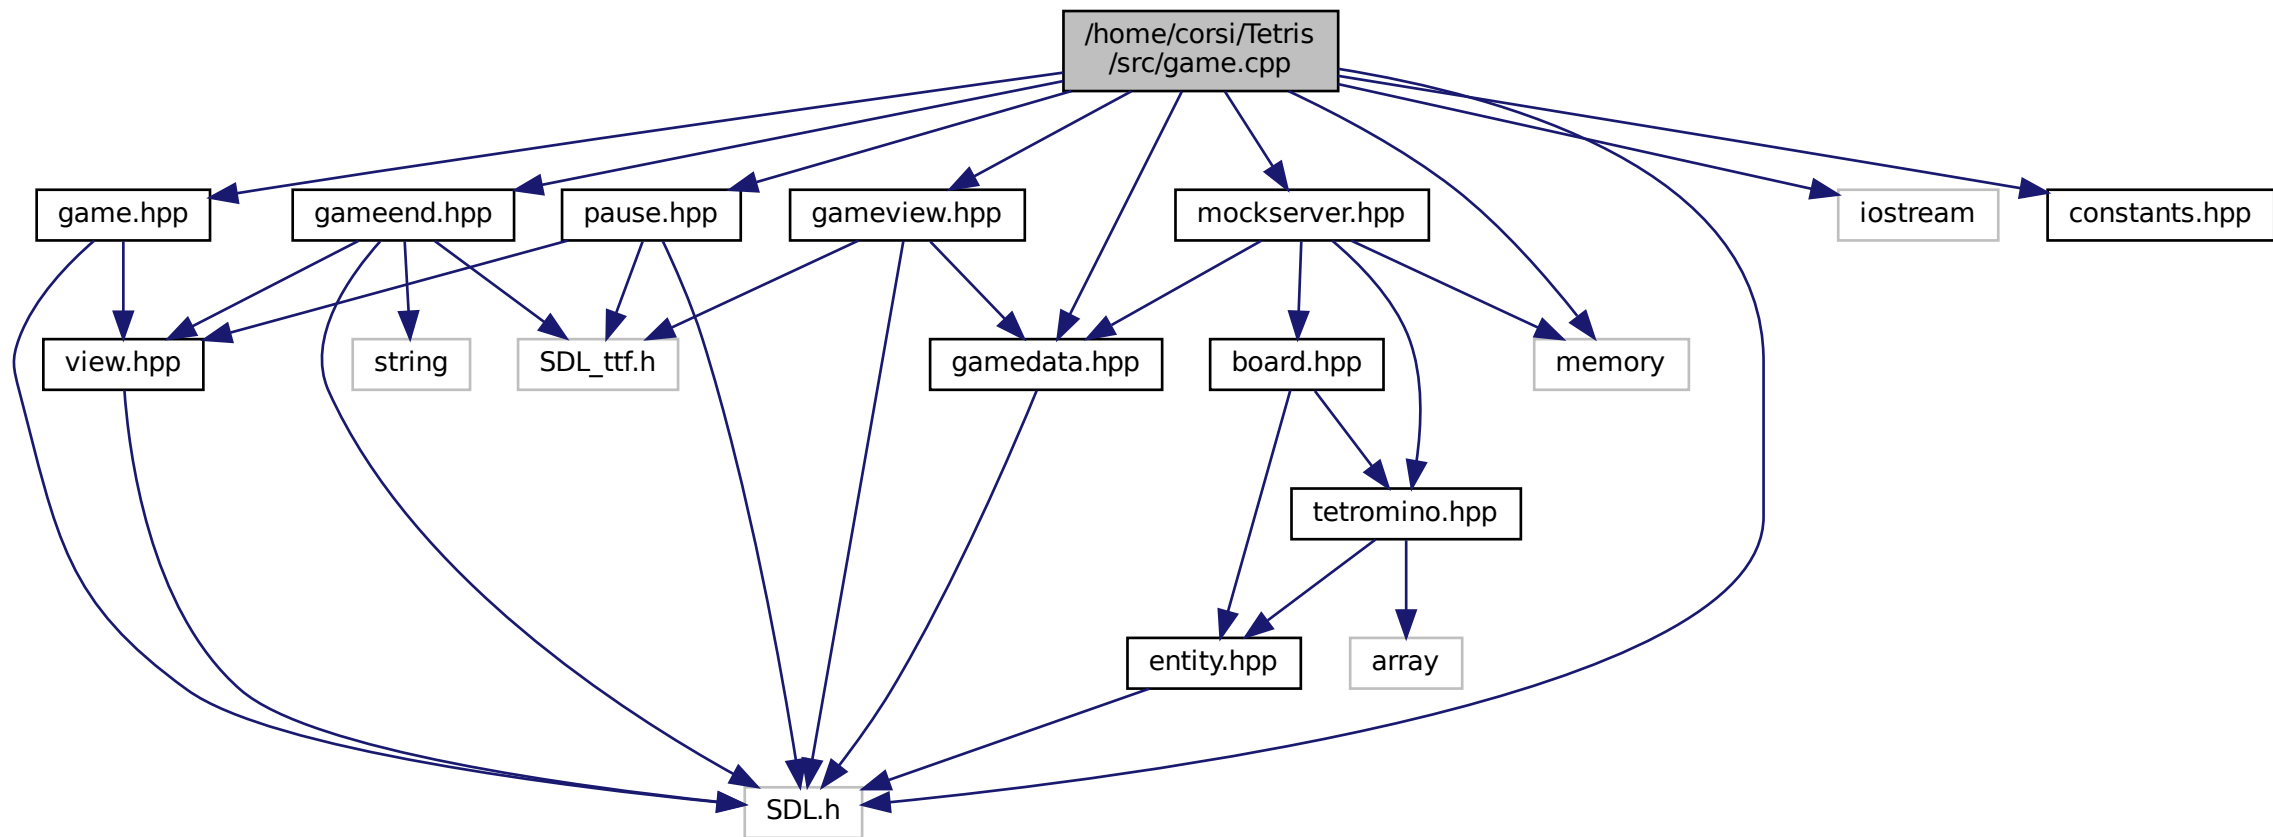 /home/corsi/Tetris
/src/game.cpp
game.hpp
gameend.hpp
pause.hpp
gameview.hpp
mockserver.hpp
iostream
constants.hpp
view.hpp
string
SDL_ttf.h
gamedata.hpp
board.hpp
memory
tetromino.hpp
entity.hpp
array
SDL.h